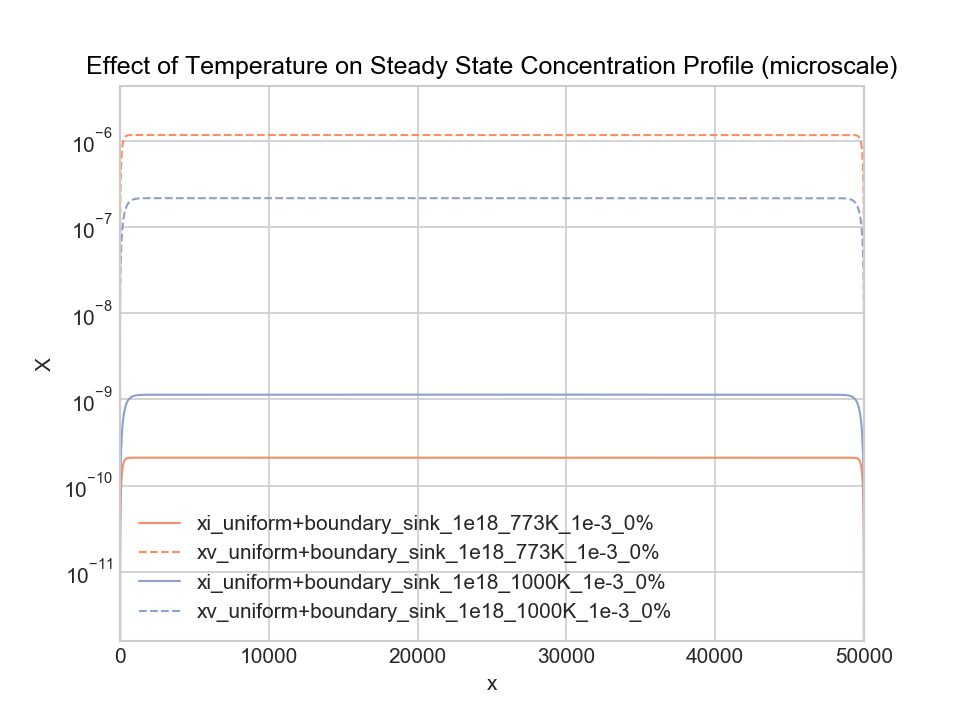 Effect of Temperature on Steady State Concentration Profile (microscale)
10⁻⁶
10⁻⁷
10⁻⁸
X
10⁻⁹
10⁻¹⁰
10⁻¹¹
xi_uniform+boundary_sink_1e18_773K_1e-3_0%
xv_uniform+boundary_sink_1e18_773K_1e-3_0%
xi_uniform+boundary_sink_1e18_1000K_1e-3_0%
xv_uniform+boundary_sink_1e18_1000K_1e-3_0%
0 10000 20000 30000 40000 50000
x